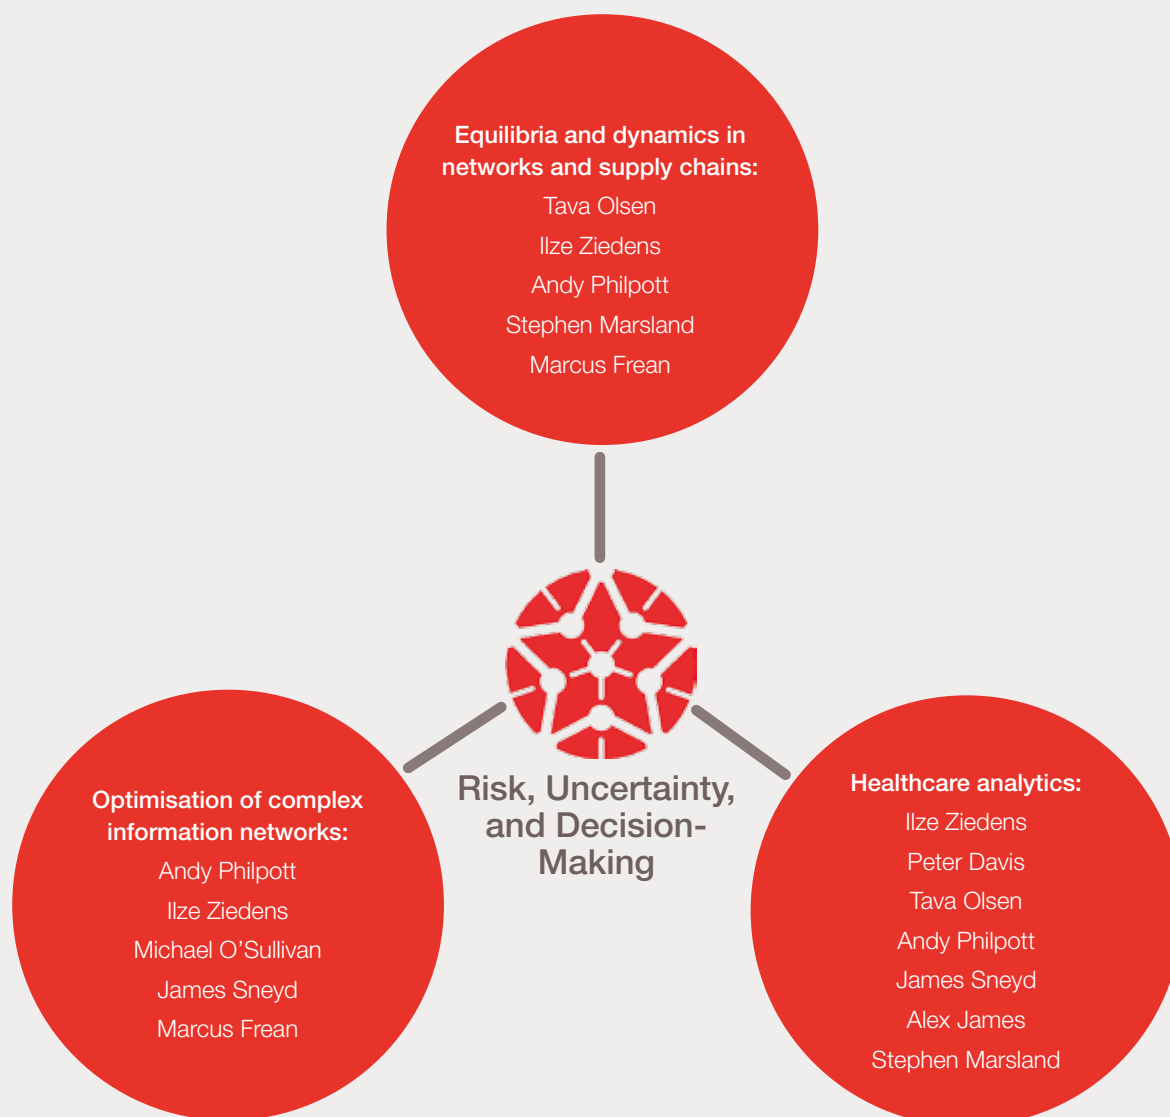 Equilibria and dynamics in
networks and supply chains:
Tava Olsen
Ilze Ziedens
Andy Philpott
Stephen Marsland
Marcus Frean
Risk, Uncertainty,
and Decision-
Making
Optimisation of complex
information networks:
Andy Philpott
Ilze Ziedens
Michael O’Sullivan
James Sneyd
Marcus Frean
Healthcare analytics:
Ilze Ziedens
Peter Davis
Tava Olsen
Andy Philpott
James Sneyd
Alex James
Stephen Marsland